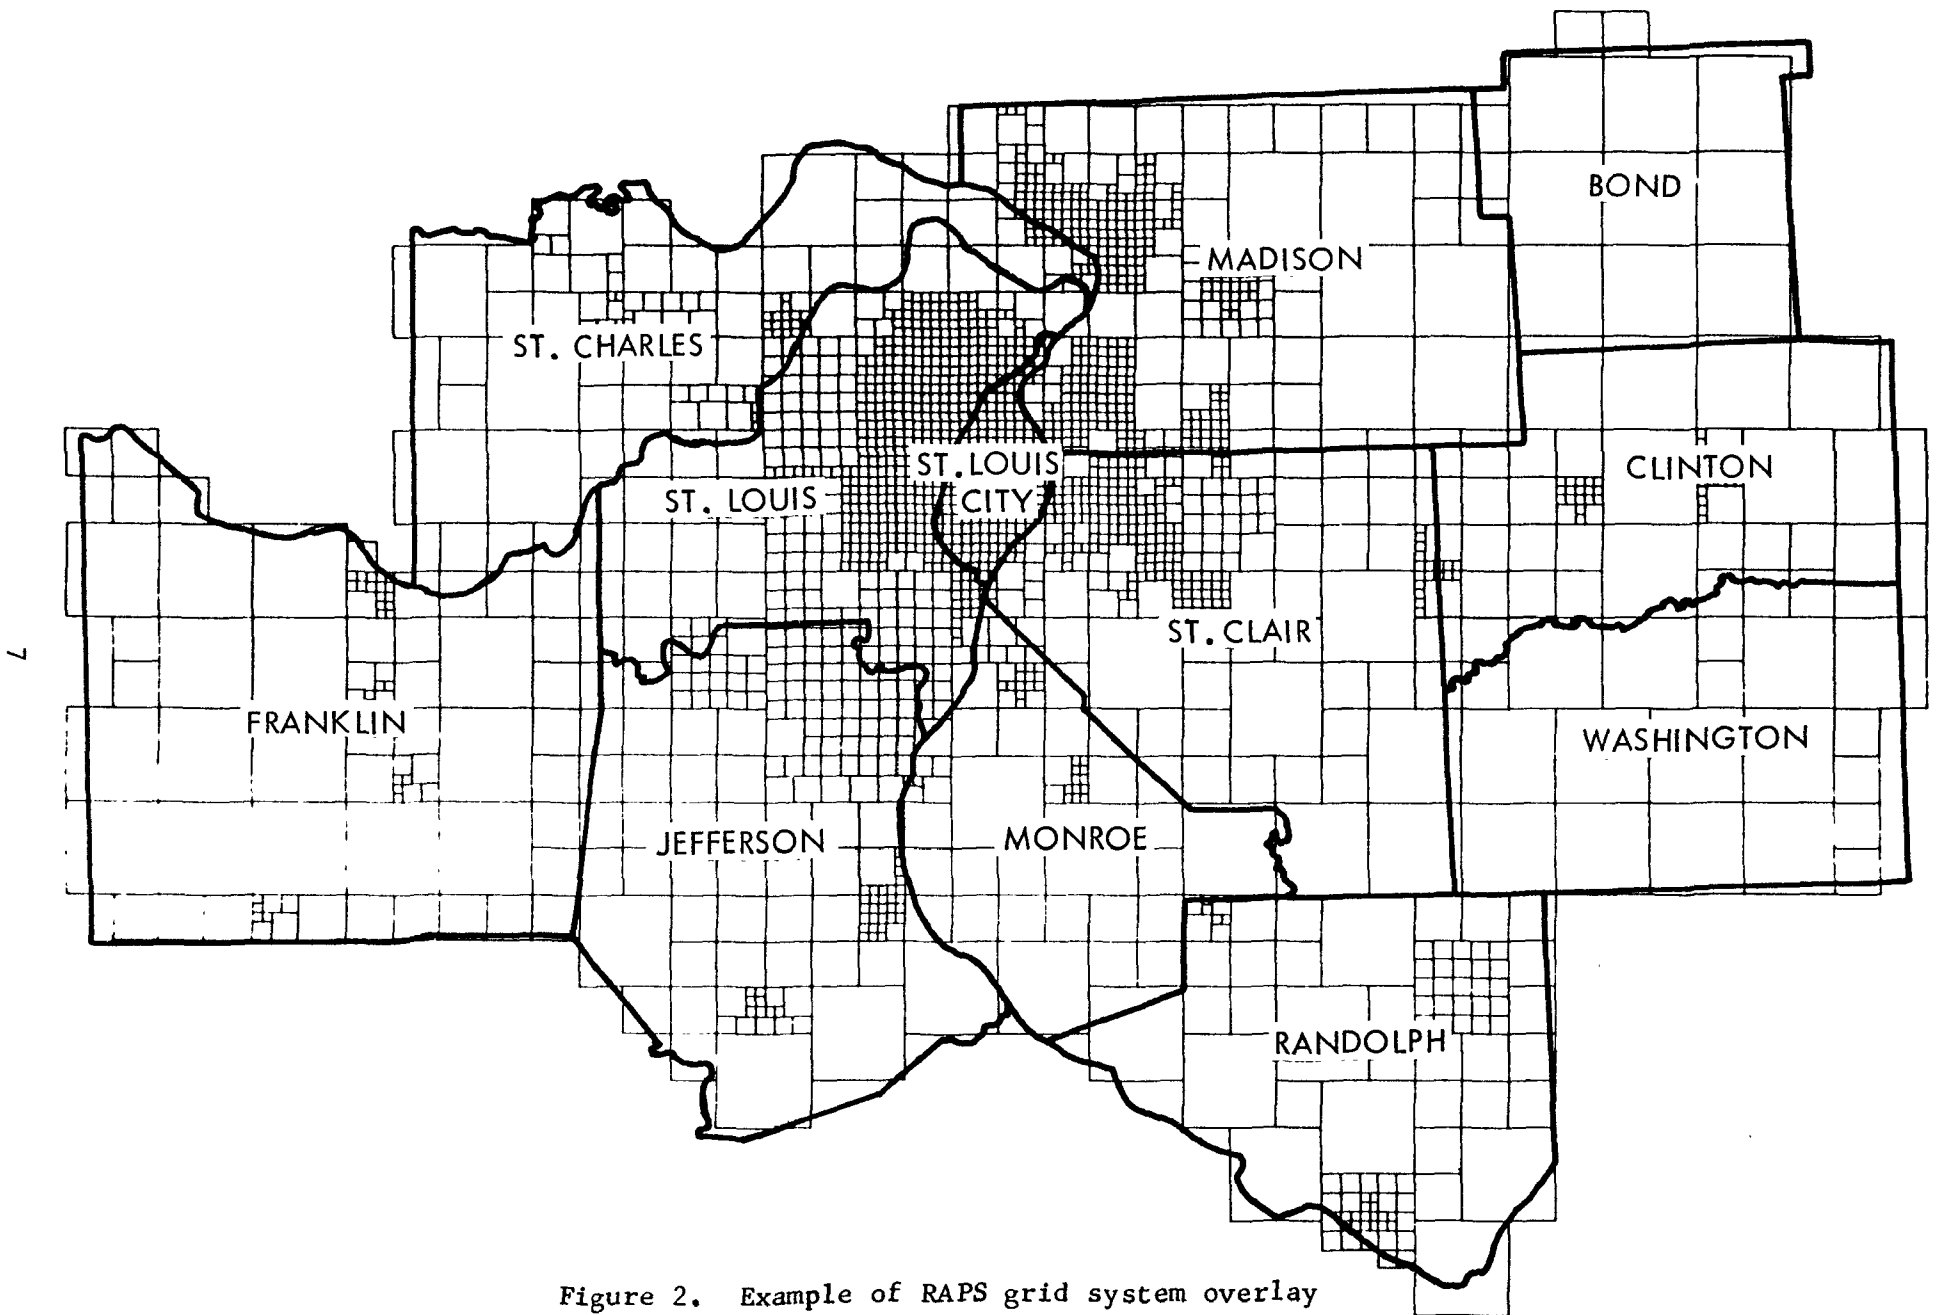 BOND
MADISON
ST. CHARLES
ST. LOUIS
CITY
CLINTON
ST. LOUIS
ST. CLAIR
FRANKLIN
WASHINGTON
JEFFERSON
MONROE
RANDOLPH
7
Figure 2. Example of RAPS grid system overlay